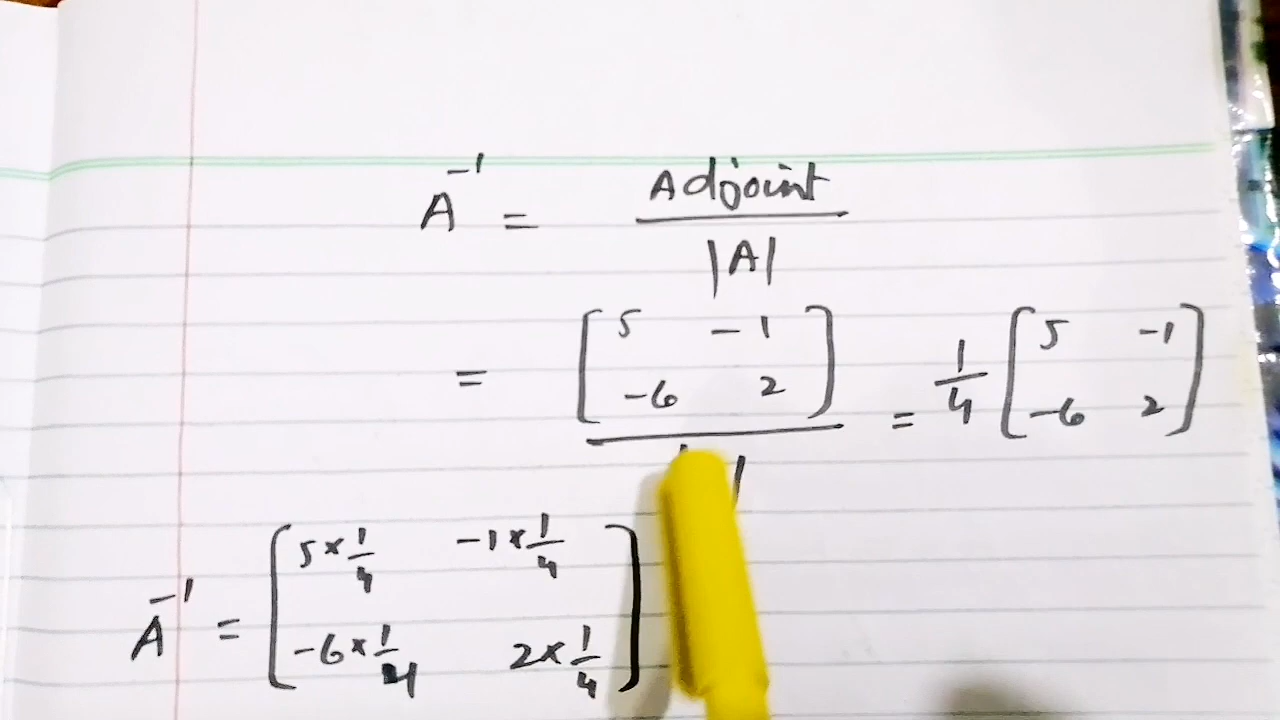 A⁻¹ = Adjoint / |A|
= [5 -1; -6 2] / | | = 1/4 [5 -1; -6 2]
A⁻¹ = [5×1/4 -1×1/4; -6×1/4 2×1/4]